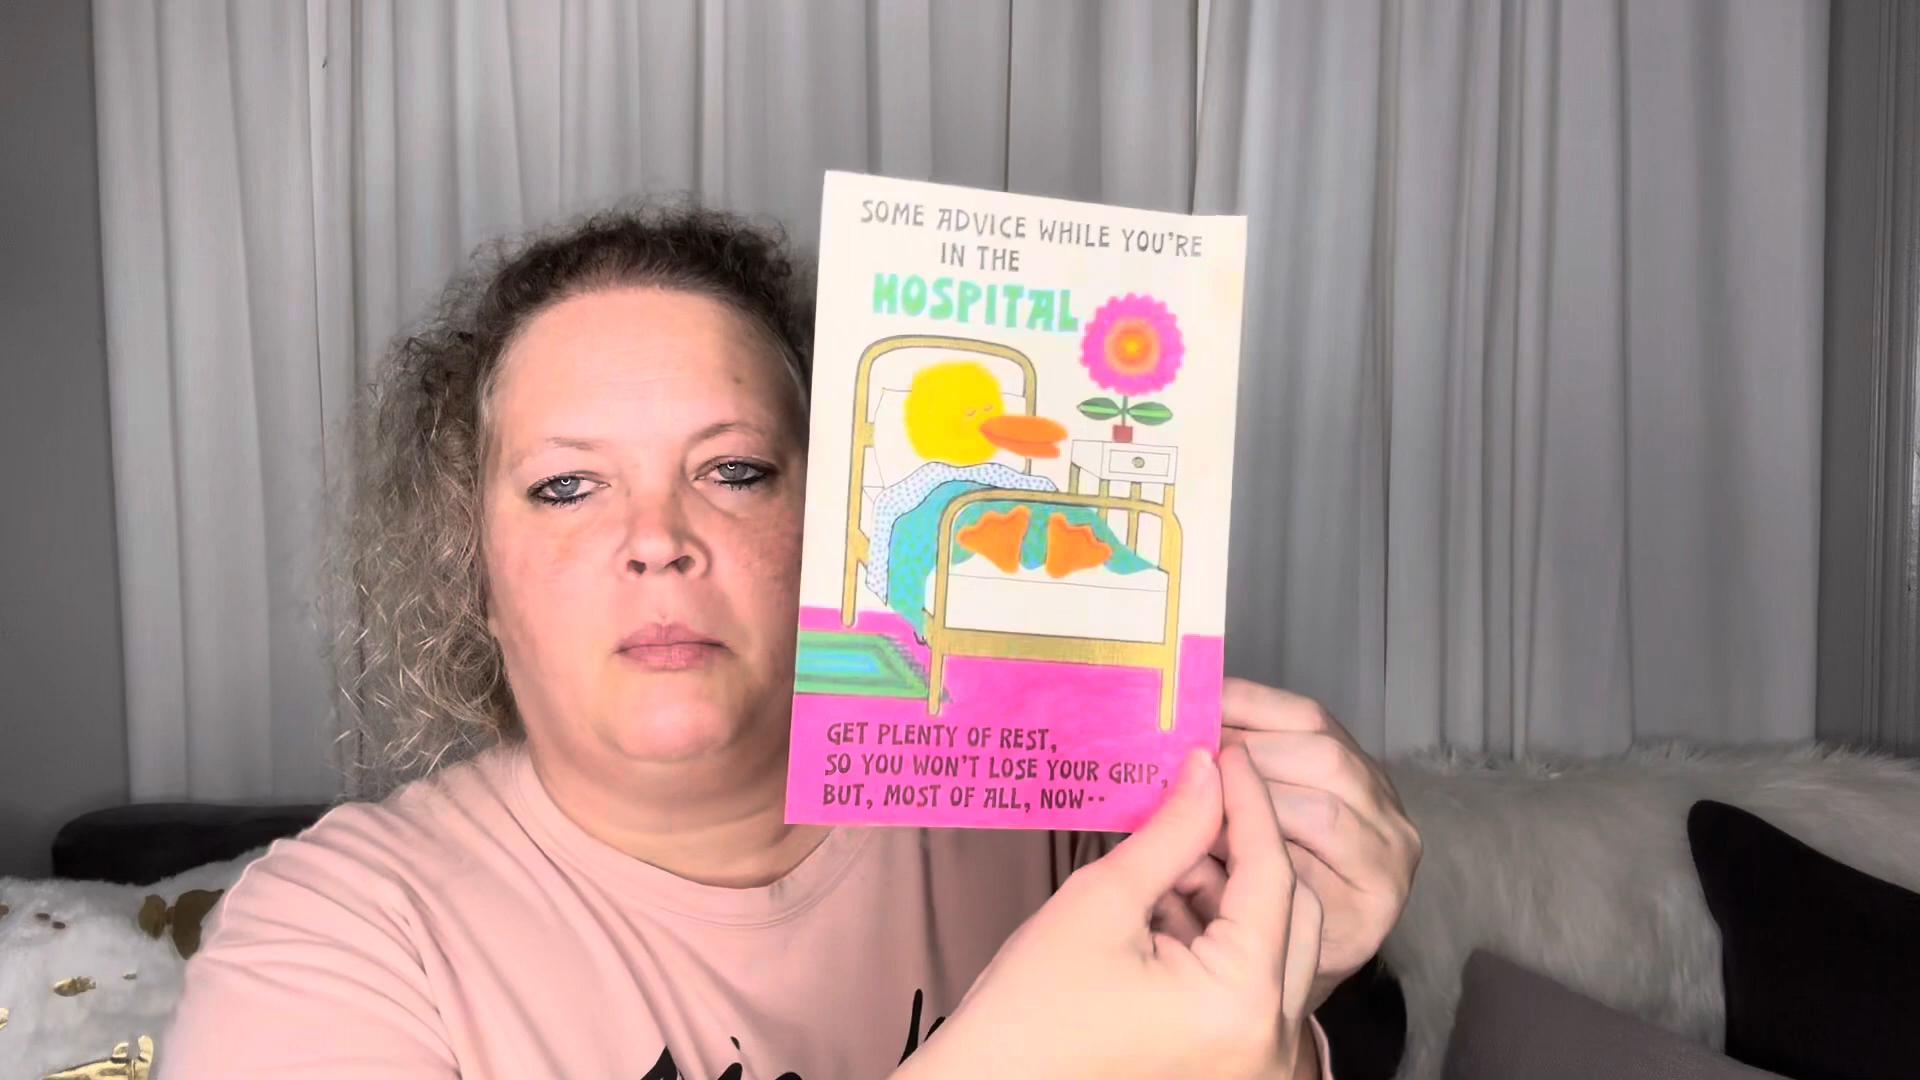 SOME ADVICE WHILE YOU'RE
IN THE
HOSPITAL
GET PLENTY OF REST,
SO YOU WON'T LOSE YOUR GRIP,
BUT, MOST OF ALL, NOW--